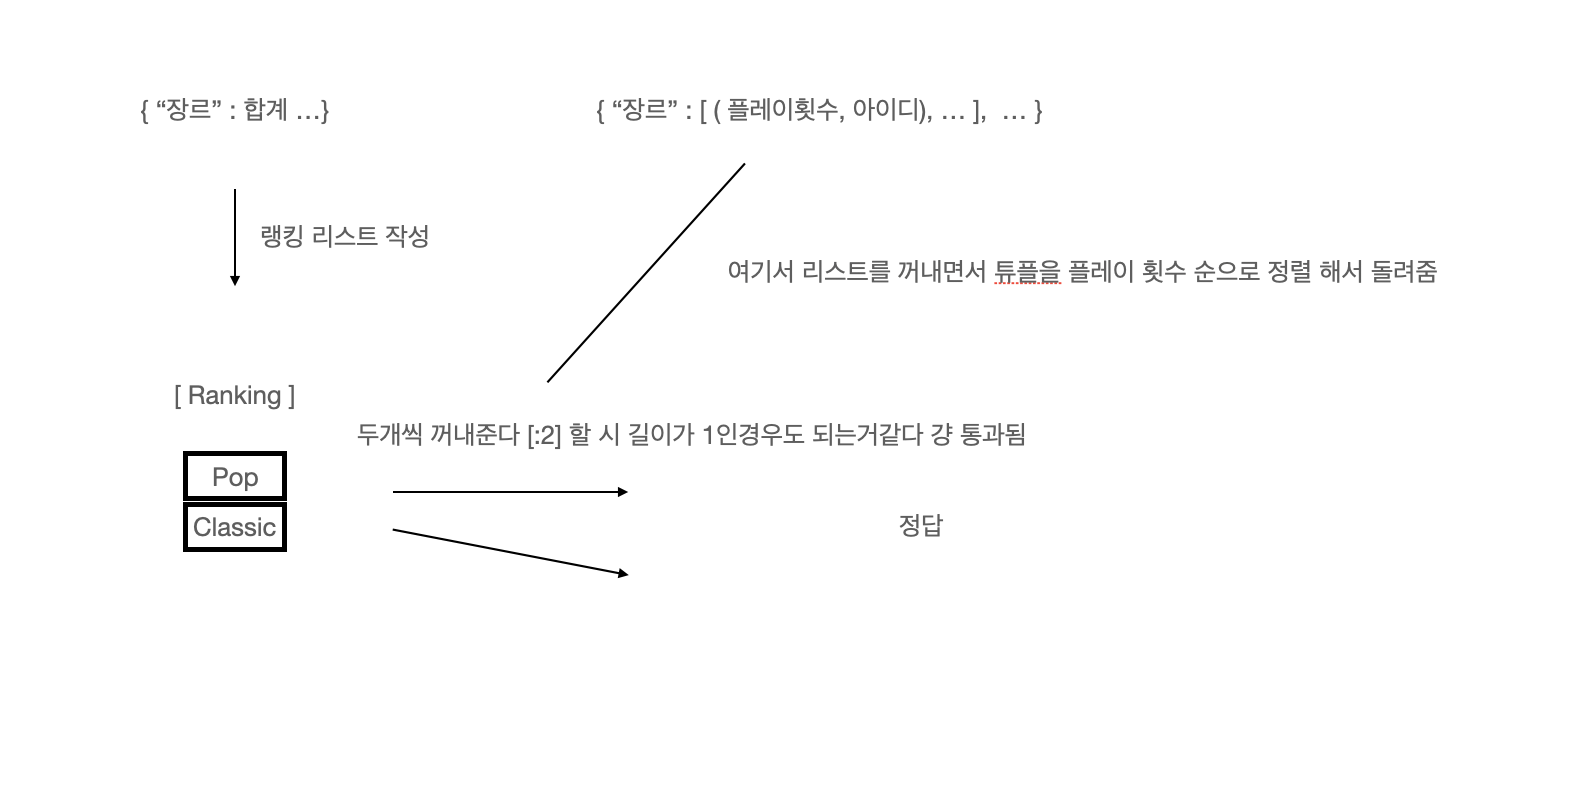 { “장르” : 합계 …}
{ “장르” : [ ( 플레이횟수, 아이디), … ],  … }
랭킹 리스트 작성
여기서 리스트를 꺼내면서 튜플을 플레이 횟수 순으로 정렬 해서 돌려줌
[ Ranking ]
두개씩 꺼내준다 [:2] 할 시 길이가 1인경우도 되는거같다 걍 통과됨
Pop
Classic
정답